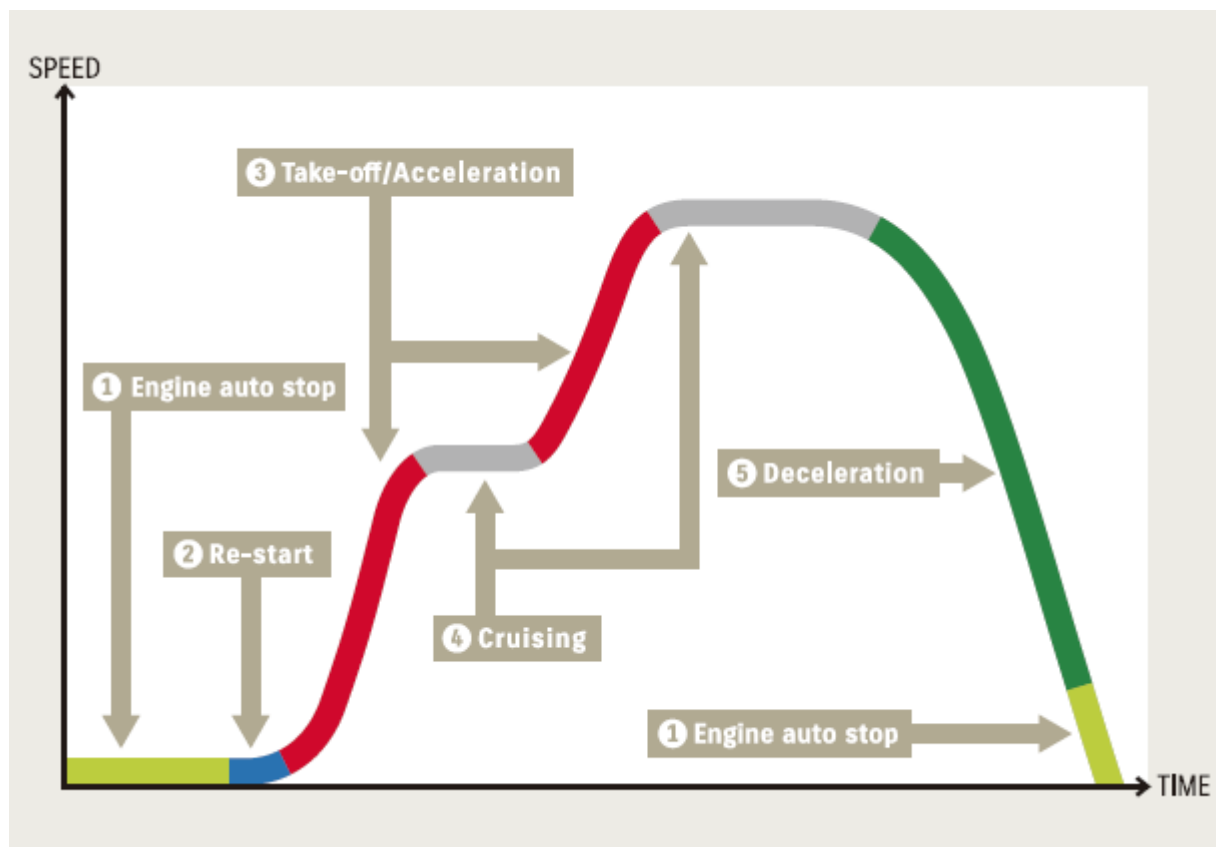 SPEED
3 Take-off/Acceleration
1 Engine auto stop
2 Re-start
5 Deceleration
4 Cruising
1 Engine auto stop
TIME